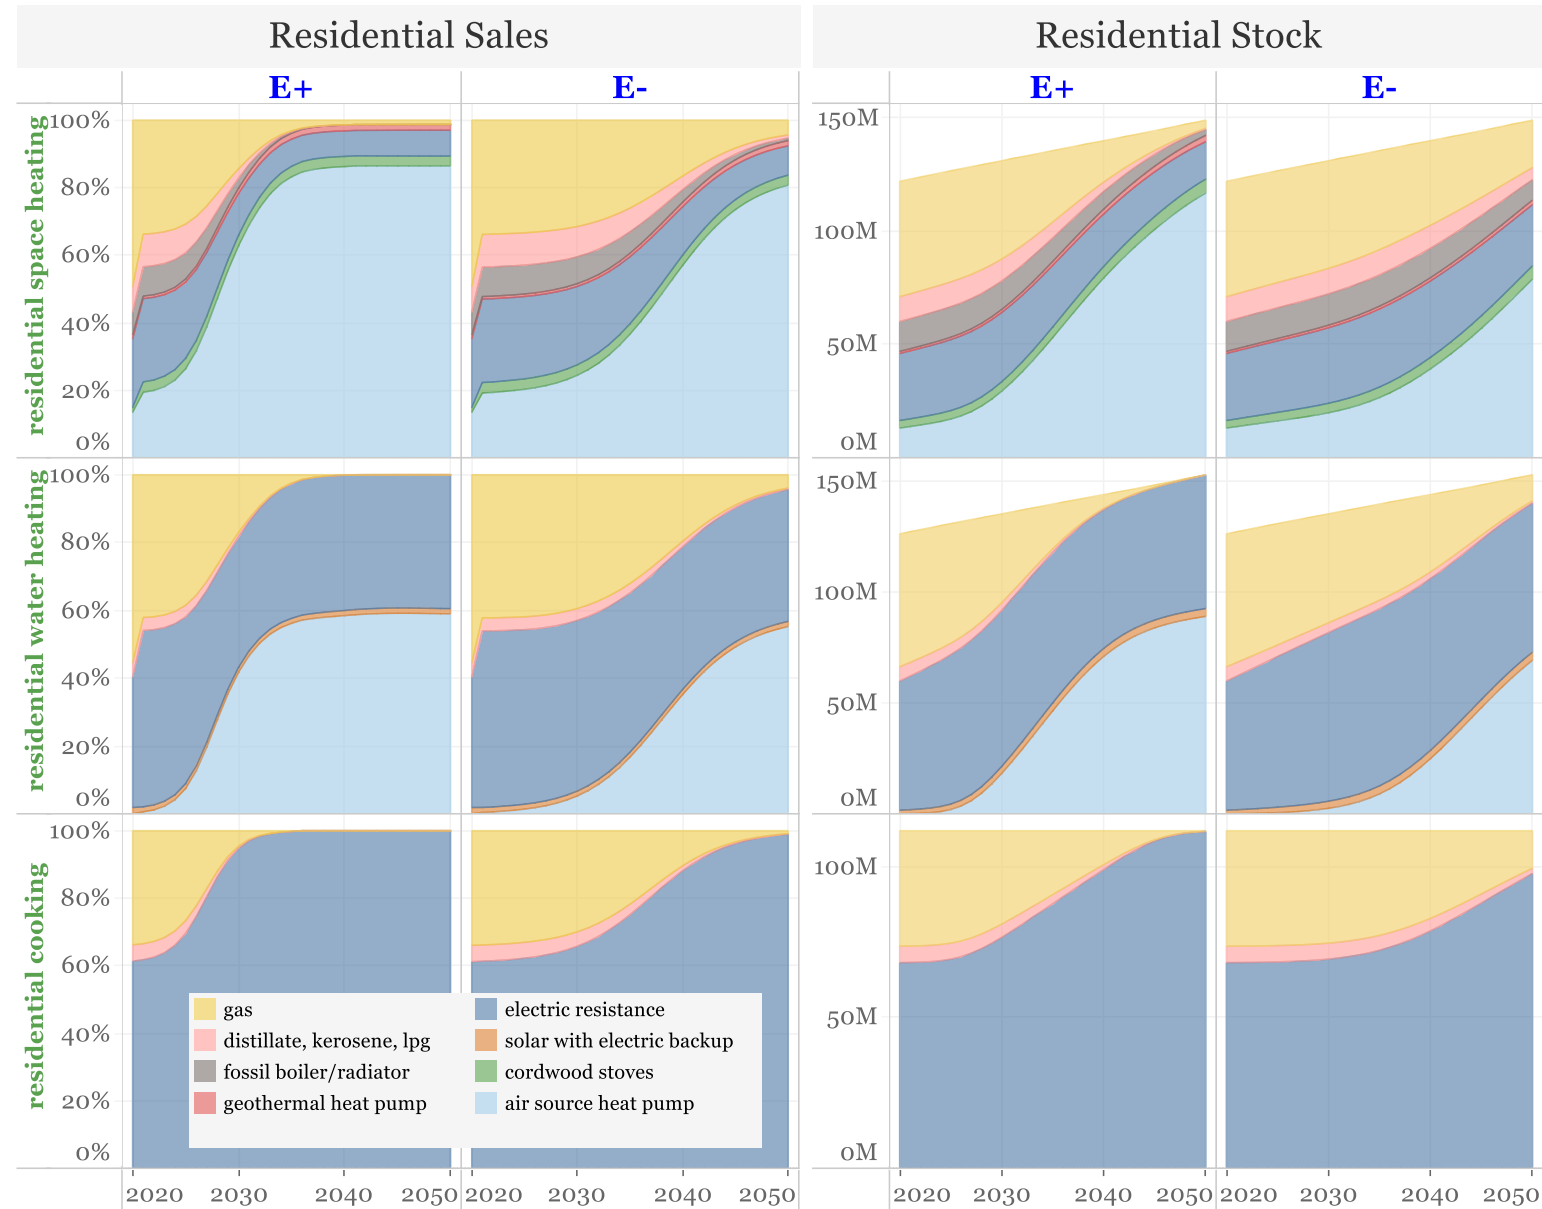 Residential Sales
Residential Stock
E+
E-
E+
E-
residential space heating
100%
80%
60%
40%
20%
0%
150M
100M
50M
0M
residential water heating
100%
80%
60%
40%
20%
0%
150M
100M
50M
0M
residential cooking
100%
80%
60%
40%
20%
0%
100M
50M
0M
gas
distillate, kerosene, lpg
fossil boiler/radiator
geothermal heat pump
electric resistance
solar with electric backup
cordwood stoves
air source heat pump
2020 2030 2040 2050
2020 2030 2040 2050
2020 2030 2040 2050
2020 2030 2040 2050